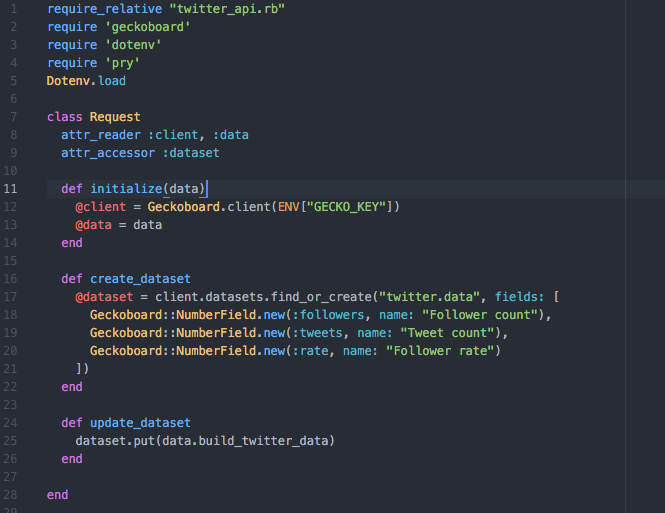 1 require_relative "twitter_api.rb"
2 require 'geckoboard'
3 require 'dotenv'
4 require 'pry'
5 Dotenv.load
6
7 class Request
8   attr_reader :client, :data
9   attr_accessor :dataset
10
11   def initialize(data)
12     @client = Geckoboard.client(ENV["GECKO_KEY"])
13     @data = data
14   end
15
16   def create_dataset
17     @dataset = client.datasets.find_or_create("twitter.data", fields: [
18       Geckoboard::NumberField.new(:followers, name: "Follower count"),
19       Geckoboard::NumberField.new(:tweets, name: "Tweet count"),
20       Geckoboard::NumberField.new(:rate, name: "Follower rate")
21     ])
22   end
23
24   def update_dataset
25     dataset.put(data.build_twitter_data)
26   end
27
28 end
29